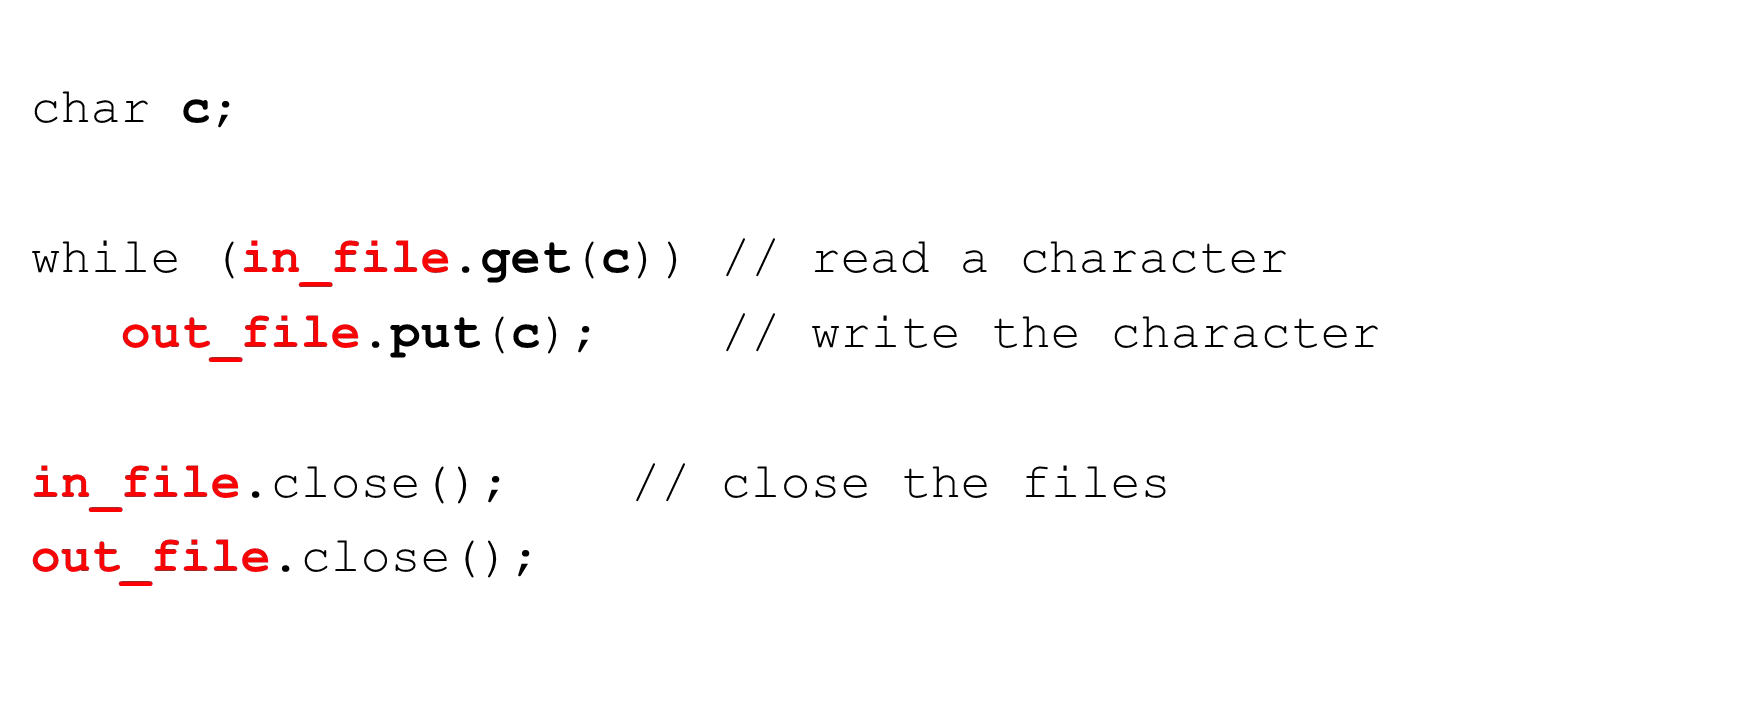 char c;
while (in_file.get(c)) // read a character
   out_file.put(c);    // write the character
in_file.close();    // close the files
out_file.close();